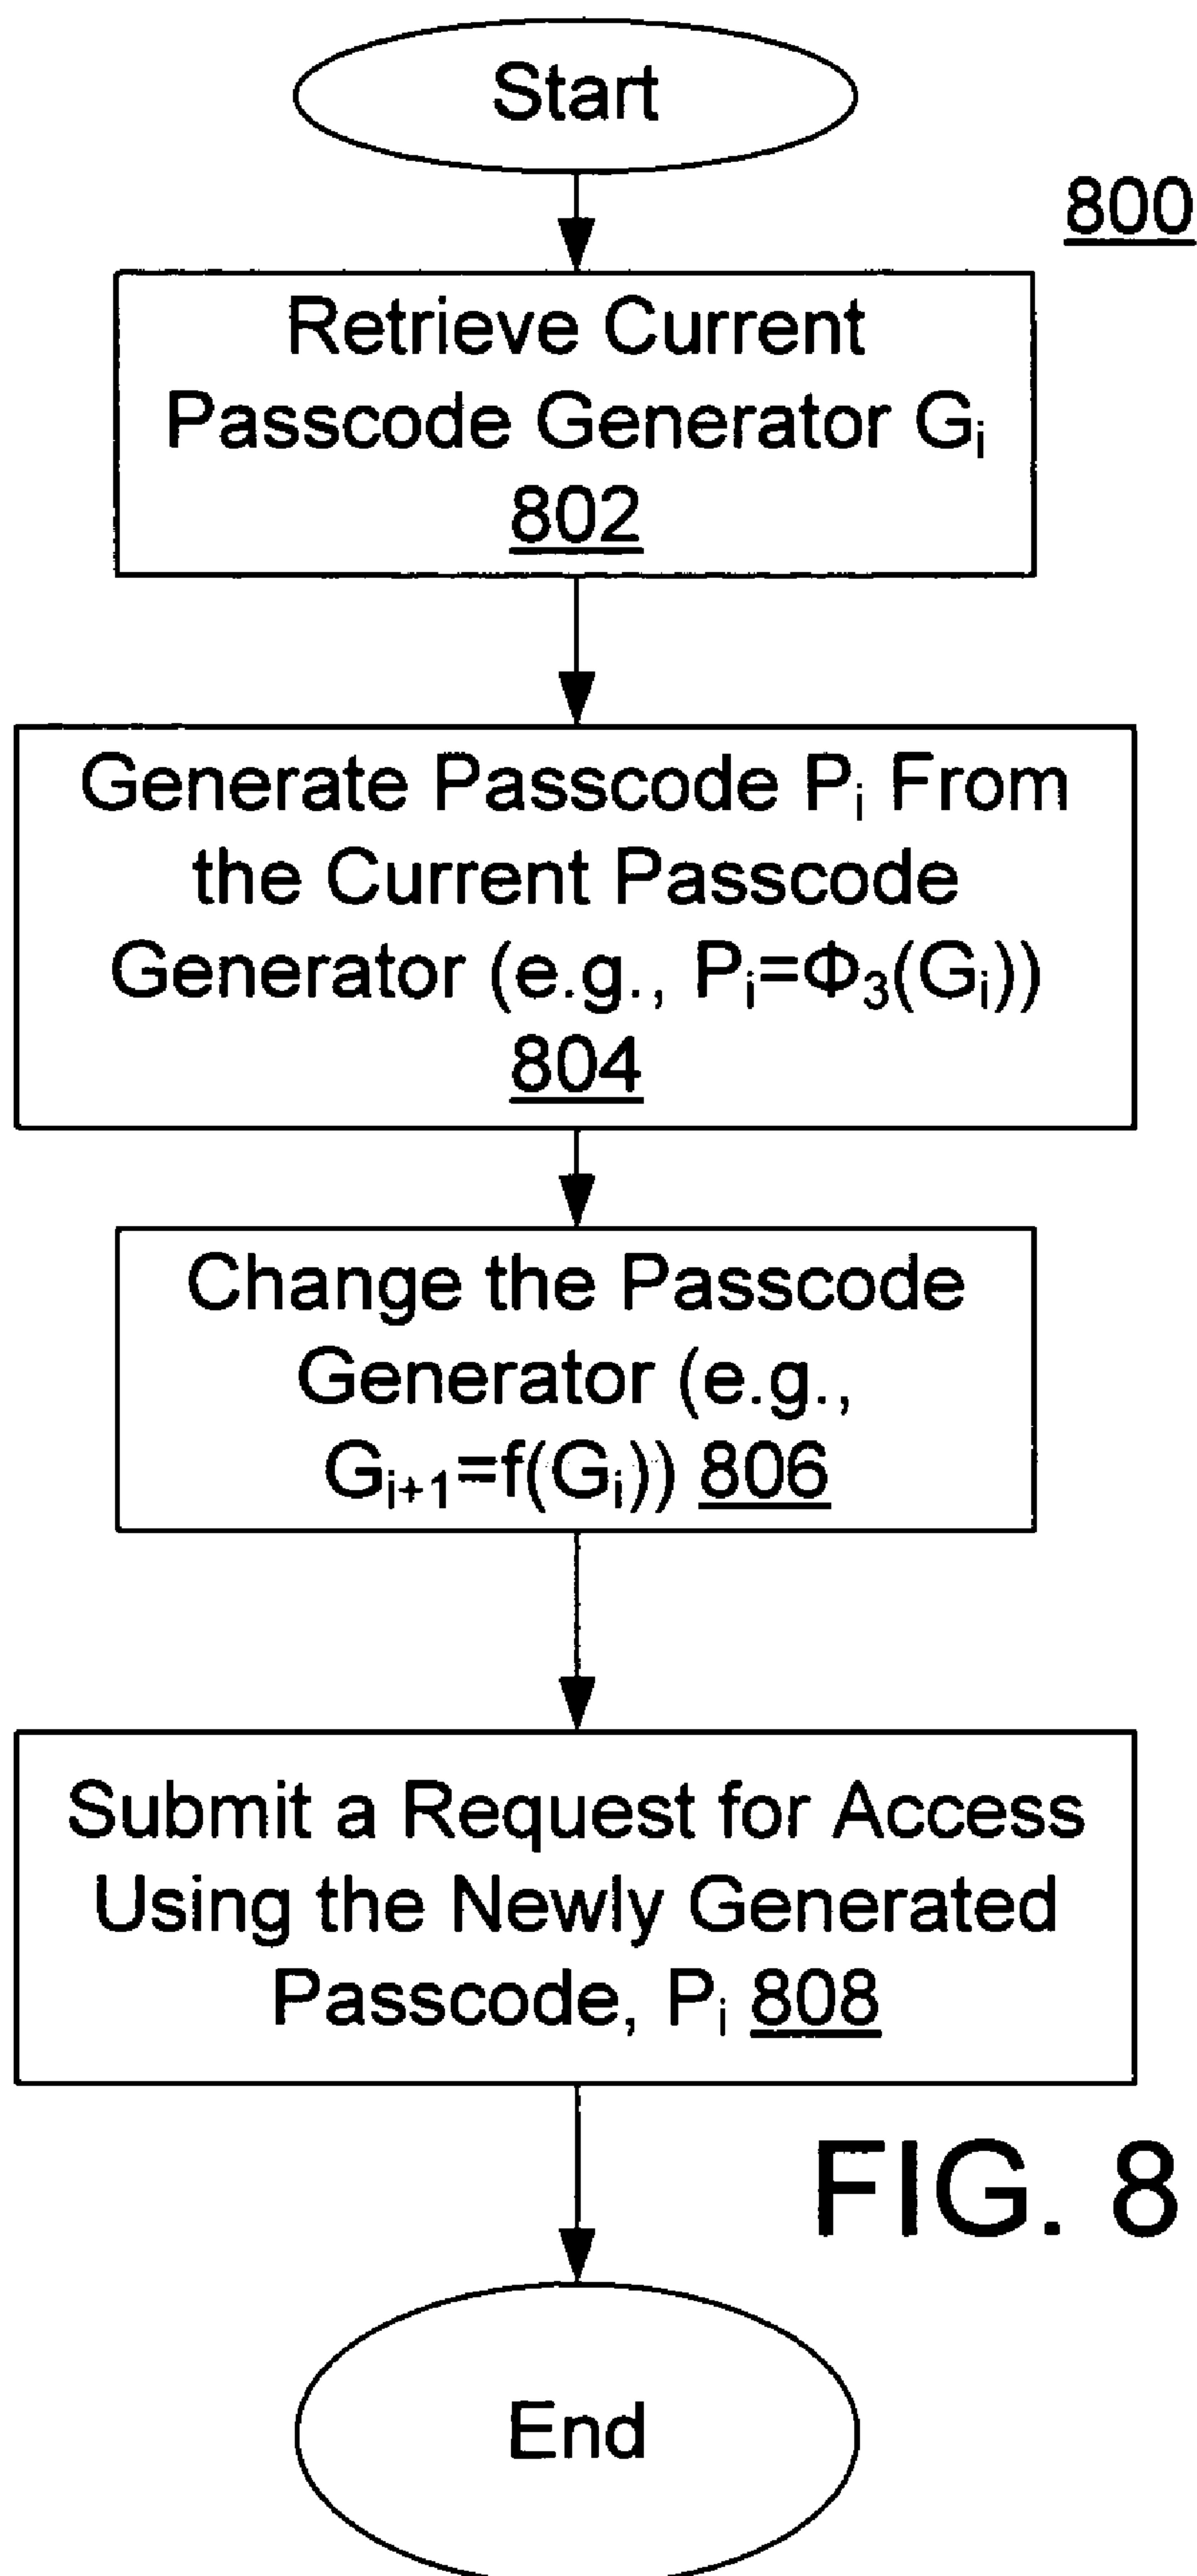 Start
800
Retrieve Current
Passcode Generator Gᵢ
802
Generate Passcode Pᵢ From
the Current Passcode
Generator (e.g., Pᵢ=Φ₃(Gᵢ))
804
Change the Passcode
Generator (e.g.,
Gᵢ₊₁=f(Gᵢ)) 806
Submit a Request for Access
Using the Newly Generated
Passcode, Pᵢ 808
FIG. 8
End